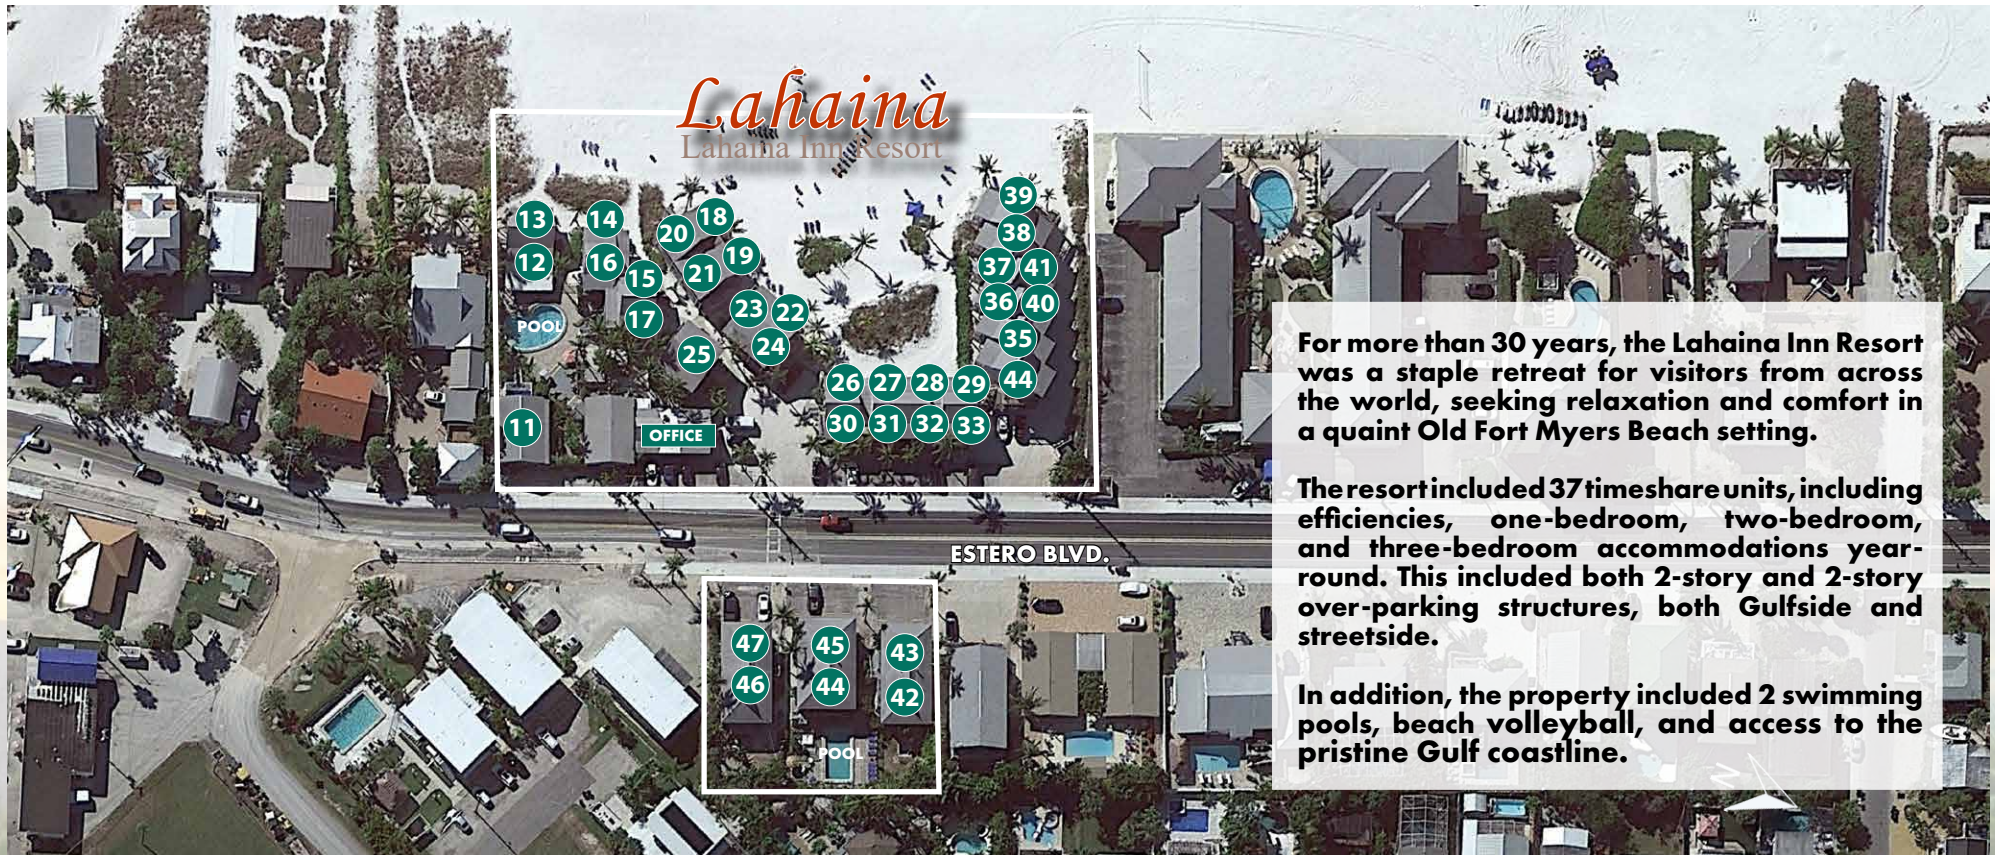 Lahaina
Lahaina Inn Resort
39
13
14
18
20
38
12
16
15
21
19
37
41
POOL
17
23
22
36
40
25
24
35
26
27
28
29
44
11
OFFICE
30
31
32
33
ESTERO BLVD.
47
45
43
46
44
42
POOL
For more than 30 years, the Lahaina Inn Resort
was a staple retreat for visitors from across
the world, seeking relaxation and comfort in
a quaint Old Fort Myers Beach setting.
The resort included 37 timeshare units, including
efficiencies, one-bedroom, two-bedroom,
and three-bedroom accommodations year-
round. This included both 2-story and 2-story
over-parking structures, both Gulfside and
streetside.
In addition, the property included 2 swimming
pools, beach volleyball, and access to the
pristine Gulf coastline.
N